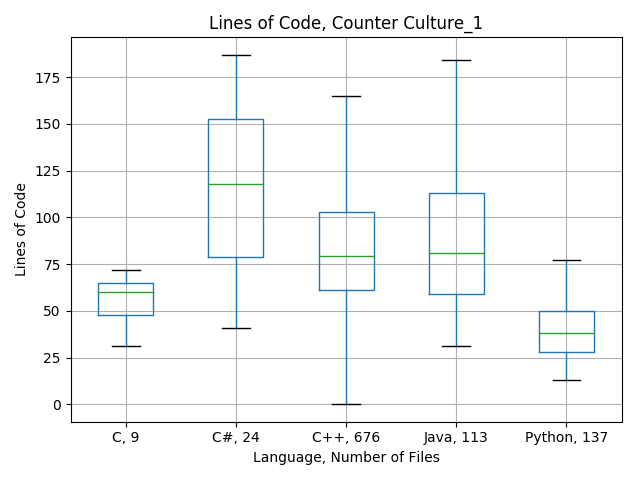 Lines of Code, Counter Culture_1
175
150
125
100
75
50
25
0
Lines of Code
C, 9 C#, 24 C++, 676 Java, 113 Python, 137
Language, Number of Files